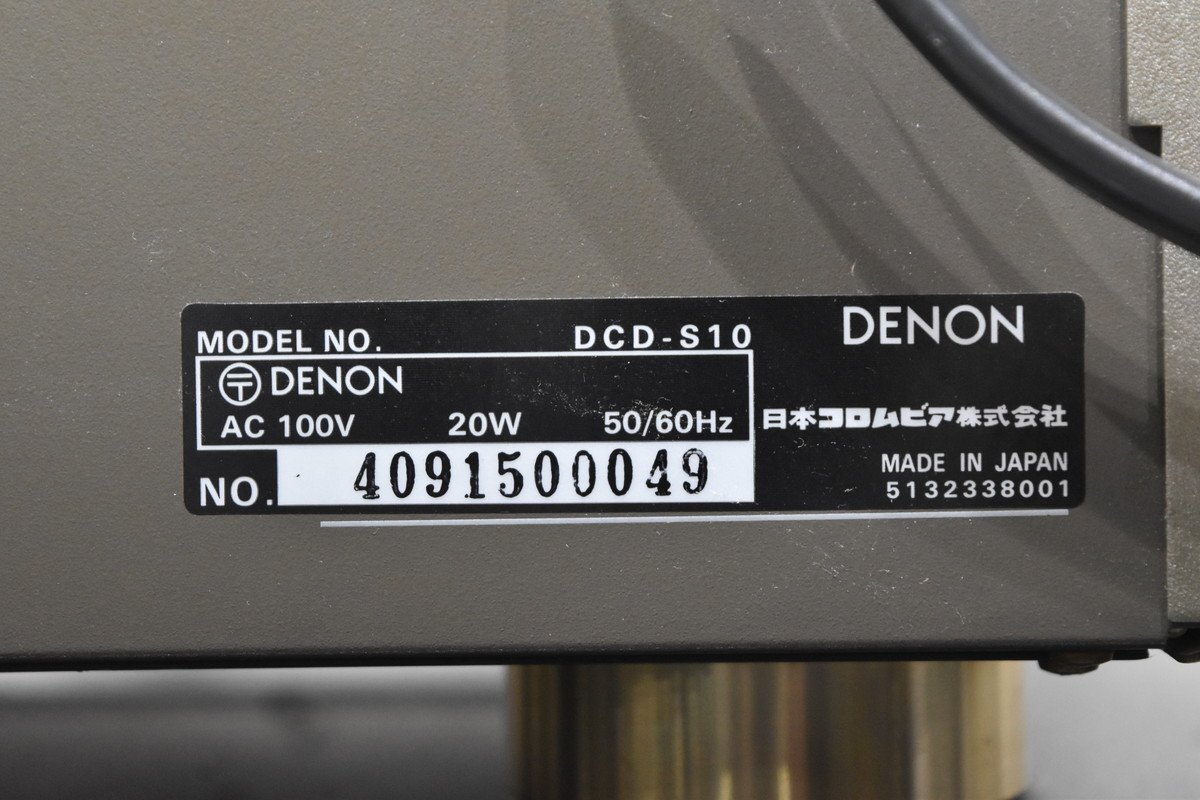 MODEL NO. DCD-S10
〒 DENON
AC 100V 20W 50/60Hz
NO. 4091500049
DENON
日本コロムビア株式会社
MADE IN JAPAN
5132338001